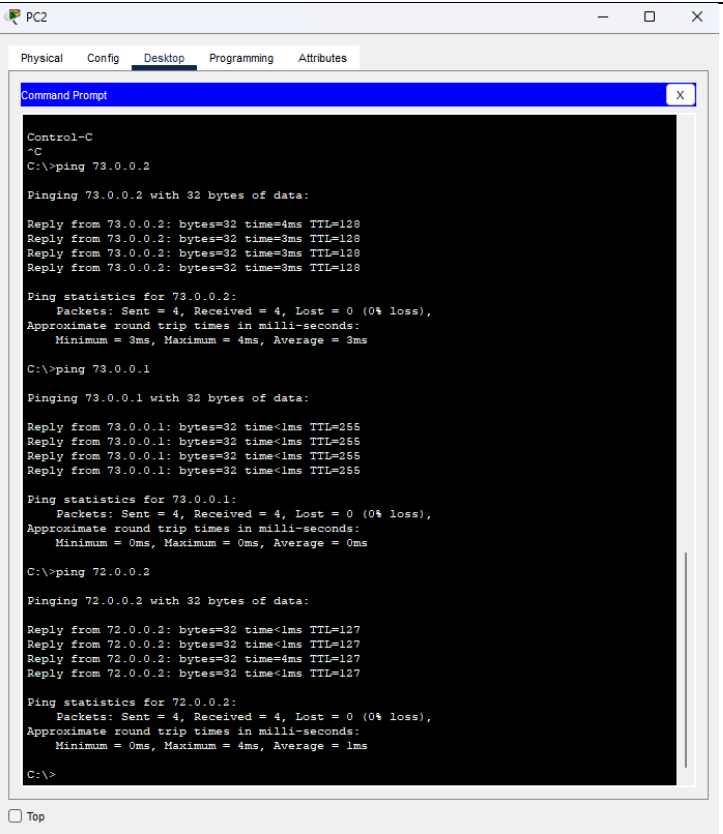 PC2
Physical Config Desktop Programming Attributes
Command Prompt
X
Control-C
^C
C:\>ping 73.0.0.2
Pinging 73.0.0.2 with 32 bytes of data:
Reply from 73.0.0.2: bytes=32 time=4ms TTL=128
Reply from 73.0.0.2: bytes=32 time=3ms TTL=128
Reply from 73.0.0.2: bytes=32 time=3ms TTL=128
Reply from 73.0.0.2: bytes=32 time=3ms TTL=128
Ping statistics for 73.0.0.2:
    Packets: Sent = 4, Received = 4, Lost = 0 (0% loss),
Approximate round trip times in milli-seconds:
    Minimum = 3ms, Maximum = 4ms, Average = 3ms
C:\>ping 73.0.0.1
Pinging 73.0.0.1 with 32 bytes of data:
Reply from 73.0.0.1: bytes=32 time<1ms TTL=255
Reply from 73.0.0.1: bytes=32 time<1ms TTL=255
Reply from 73.0.0.1: bytes=32 time<1ms TTL=255
Reply from 73.0.0.1: bytes=32 time<1ms TTL=255
Ping statistics for 73.0.0.1:
    Packets: Sent = 4, Received = 4, Lost = 0 (0% loss),
Approximate round trip times in milli-seconds:
    Minimum = 0ms, Maximum = 0ms, Average = 0ms
C:\>ping 72.0.0.2
Pinging 72.0.0.2 with 32 bytes of data:
Reply from 72.0.0.2: bytes=32 time<1ms TTL=127
Reply from 72.0.0.2: bytes=32 time<1ms TTL=127
Reply from 72.0.0.2: bytes=32 time=4ms TTL=127
Reply from 72.0.0.2: bytes=32 time<1ms TTL=127
Ping statistics for 72.0.0.2:
    Packets: Sent = 4, Received = 4, Lost = 0 (0% loss),
Approximate round trip times in milli-seconds:
    Minimum = 0ms, Maximum = 4ms, Average = 1ms
C:\>
Top